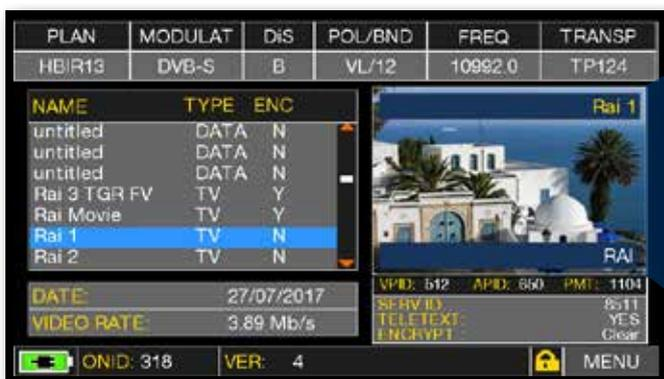 PLAN MODULAT DiS POL/BND FREQ TRANSP
HBIR13 DVB-S B VL/12 10992.0 TP124
NAME TYPE ENC
untitled DATA N
untitled DATA N
untitled DATA N
Rai 3 TGR FV TV Y
Rai Movie TV Y
Rai 1 TV N
Rai 2 TV N
DATE: 27/07/2017
VIDEO RATE: 3.89 Mb/s
Rai 1
RAI
VPID: 512 APID: 650 PMT: 1104
SERV ID: 8511
TELETEXT: YES
ENCRYPT: Clear
ONID: 318 VER: 4 MENU